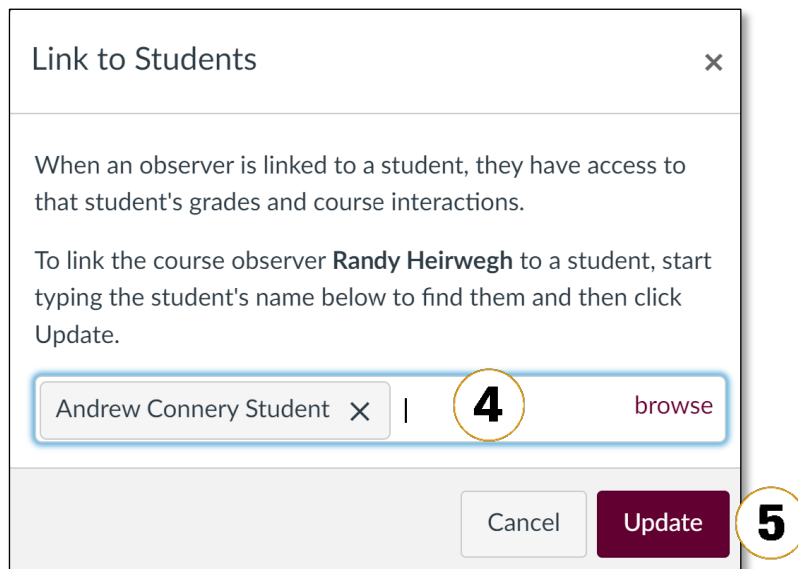 Link to Students ×
When an observer is linked to a student, they have access to
that student's grades and course interactions.
To link the course observer Randy Heirwegh to a student, start
typing the student's name below to find them and then click
Update.
Andrew Connery Student × 4 browse
Cancel Update 5